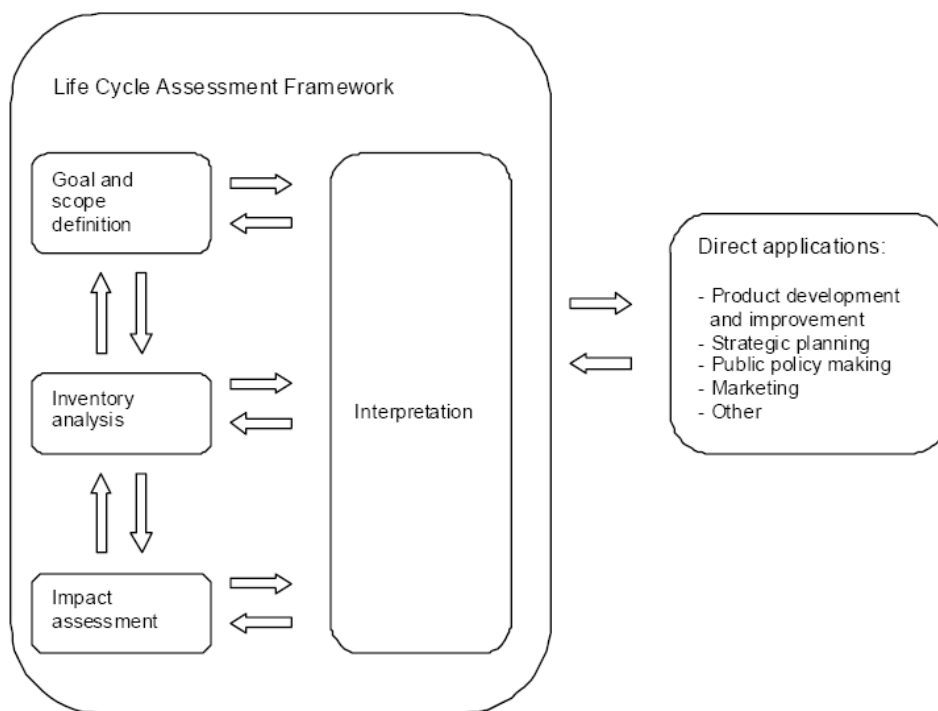 Life Cycle Assessment Framework
Goal and
scope
definition
Inventory
analysis
Impact
assessment
Interpretation
Direct applications:
- Product development
and improvement
- Strategic planning
- Public policy making
- Marketing
- Other